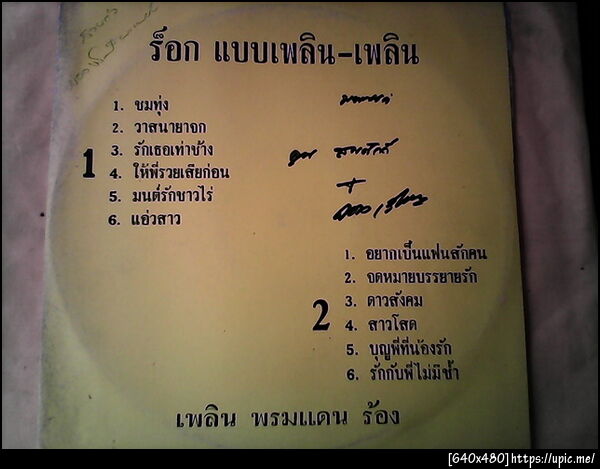 ร็อก แบบเพลิน-เพลิน
1
1. ชมทุ่ง
2. วาสนายาจก
3. รักเธอเท่าช้าง
4. ให้พี่รวยเสียก่อน
5. มนต์รักชาวไร่
6. แอ่วสาว
2
1. อยากเป็นแฟนสักคน
2. จดหมายบรรยายรัก
3. ดาวสังคม
4. สาวโสด
5. บุญพี่ที่น้องรัก
6. รักกับพี่ไม่มีช้ำ
เพลิน พรมแดน ร้อง
[640x480]https://upic.me/